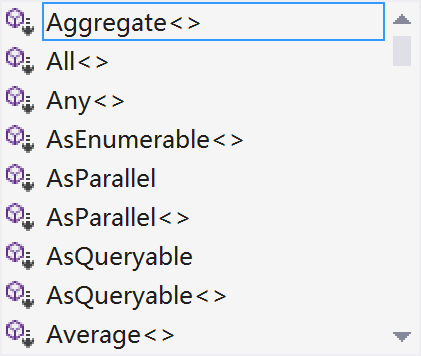 Aggregate<>
All<>
Any<>
AsEnumerable<>
AsParallel
AsParallel<>
AsQueryable
AsQueryable<>
Average<>